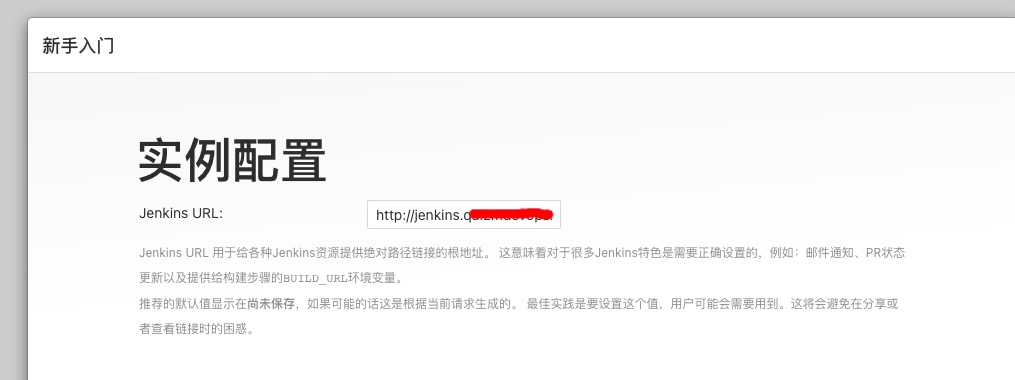 新手入门
实例配置
Jenkins URL: http://jenkins.q
Jenkins URL 用于给各种Jenkins资源提供绝对路径链接的根地址。 这意味着对于很多Jenkins特色是需要正确设置的，例如：邮件通知、PR状态
更新以及提供给构建步骤的BUILD_URL环境变量。
推荐的默认值显示在尚未保存，如果可能的话这是根据当前请求生成的。 最佳实践是要设置这个值，用户可能会需要用到。这将会避免在分享或
者查看链接时的困惑。